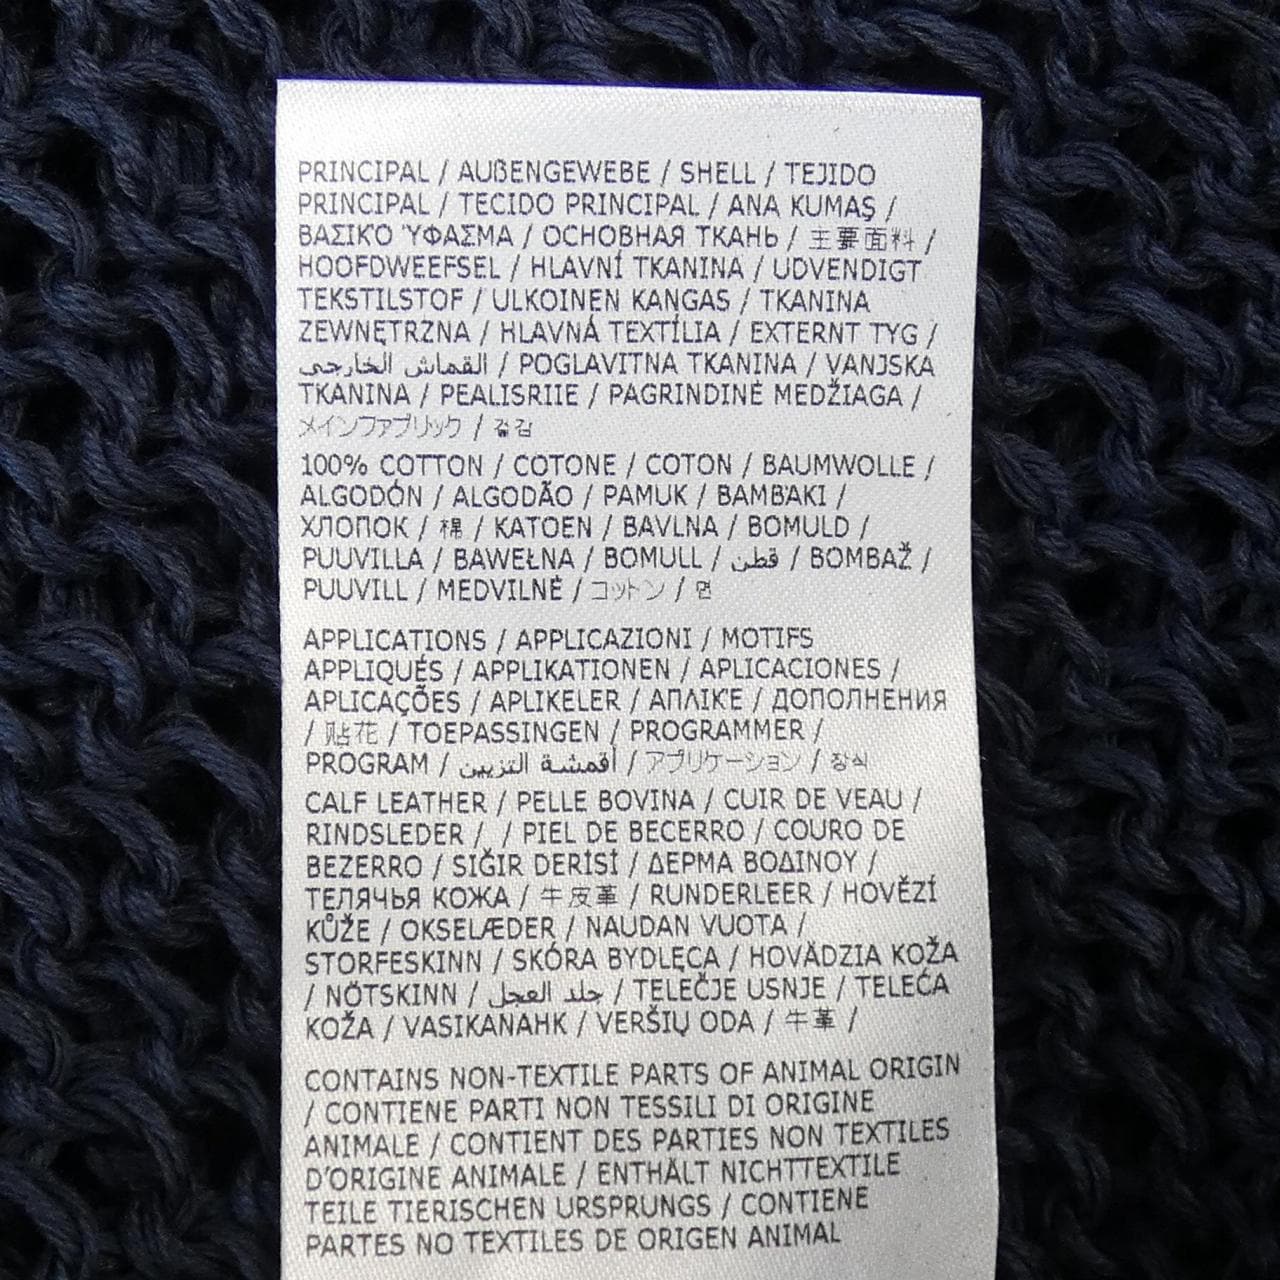 PRINCIPAL / AUßENGEWEBE / SHELL / TEJIDO
PRINCIPAL / TECIDO PRINCIPAL / ANA KUMAŞ /
ΒΑΣΙΚΌ ΎΦΑΣΜΑ / ОСНОВНАЯ ТКАНЬ / 主要面料 /
HOOFDWEEFSEL / HLAVNÍ TKANINA / UDVENDIGT
TEKSTILSTOF / ULKOINEN KANGAS / TKANINA
ZEWNĘTRZNA / HLAVNÁ TEXTÍLIA / EXTERNT TYG /
القماش الخارجي / POGLAVITNA TKANINA / VANJSKA
TKANINA / PEALISRIIE / PAGRINDINĖ MEDŽIAGA /
メインファブリック / 겉감
100% COTTON / COTONE / COTON / BAUMWOLLE /
ALGODÓN / ALGODÃO / PAMUK / ΒΑΜΒΆΚΙ /
ХЛОПОК / 棉 / KATOEN / BAVLNA / BOMULD /
PUUVILLA / BAWEŁNA / BOMULL / قطن / BOMBAŽ /
PUUVILL / MEDVILNĖ / コットン / 면
APPLICATIONS / APPLICAZIONI / MOTIFS
APPLIQUÉS / APPLIKATIONEN / APLICACIONES /
APLICAÇÕES / APLIKELER / ΑΠΛΙΚΈ / ДОПОЛНЕНИЯ
/ 贴花 / TOEPASSINGEN / PROGRAMMER /
PROGRAM / أقمشة التزيين / アプリケーション / 장식
CALF LEATHER / PELLE BOVINA / CUIR DE VEAU /
RINDSLEDER / / PIEL DE BECERRO / COURO DE
BEZERRO / SIĞIR DERİSİ / ΔΕΡΜΑ ΒΟΔΙΝΟΥ /
ТЕЛЯЧЬЯ КОЖА / 牛皮革 / RUNDERLEER / HOVĚZÍ
KŮŽE / OKSELÆDER / NAUDAN VUOTA /
STORFESKINN / SKÓRA BYDLĘCA / HOVÄDZIA KOŽA
/ NÖTSKINN / جلد العجل / TELEČJE USNJE / TELEĆA
KOŽA / VASIKANAHK / VERŠIŲ ODA / 牛革 /
CONTAINS NON-TEXTILE PARTS OF ANIMAL ORIGIN
/ CONTIENE PARTI NON TESSILI DI ORIGINE
ANIMALE / CONTIENT DES PARTIES NON TEXTILES
D'ORIGINE ANIMALE / ENTHÄLT NICHTTEXTILE
TEILE TIERISCHEN URSPRUNGS / CONTIENE
PARTES NO TEXTILES DE ORIGEN ANIMAL